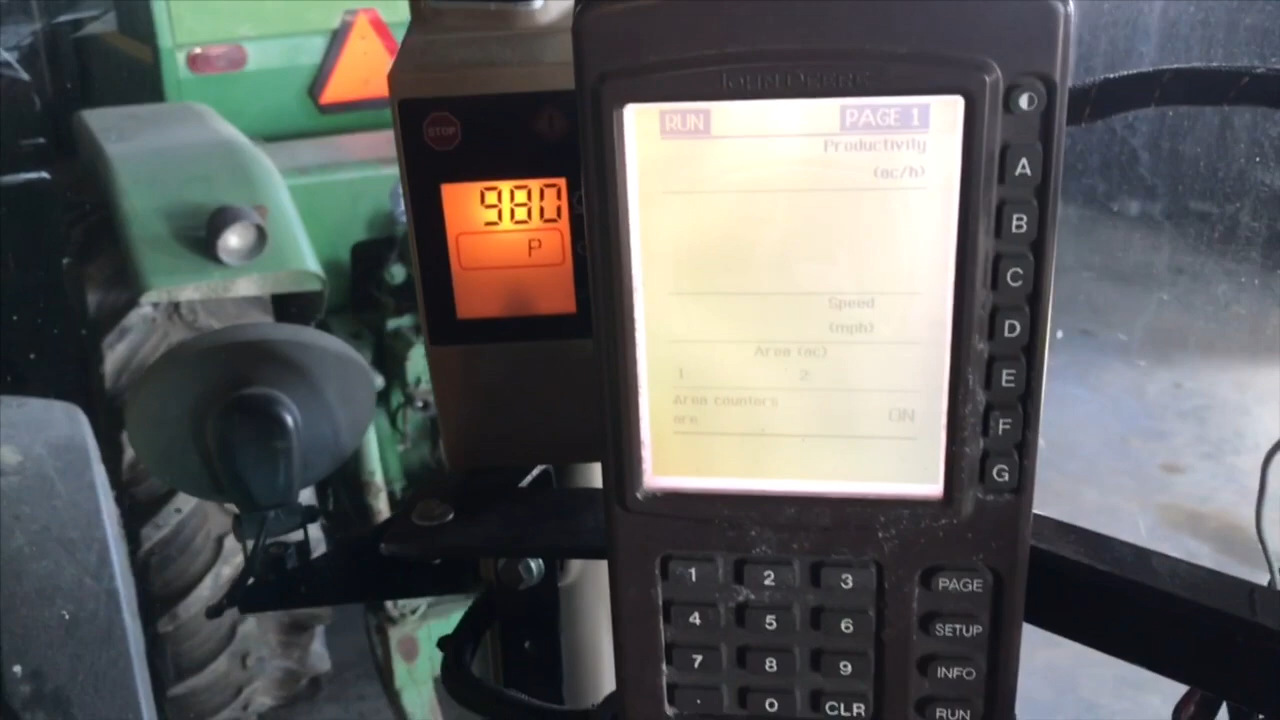 JOHN DEERE
STOP
980
P
RUN PAGE 1
Productivity
(ac/h)
Speed
(mph)
Area (ac)
1: 2:
Area counters
are ON
A
B
C
D
E
F
G
1 2 3
4 5 6
7 8 9
. 0 CLR
PAGE
SETUP
INFO
RUN